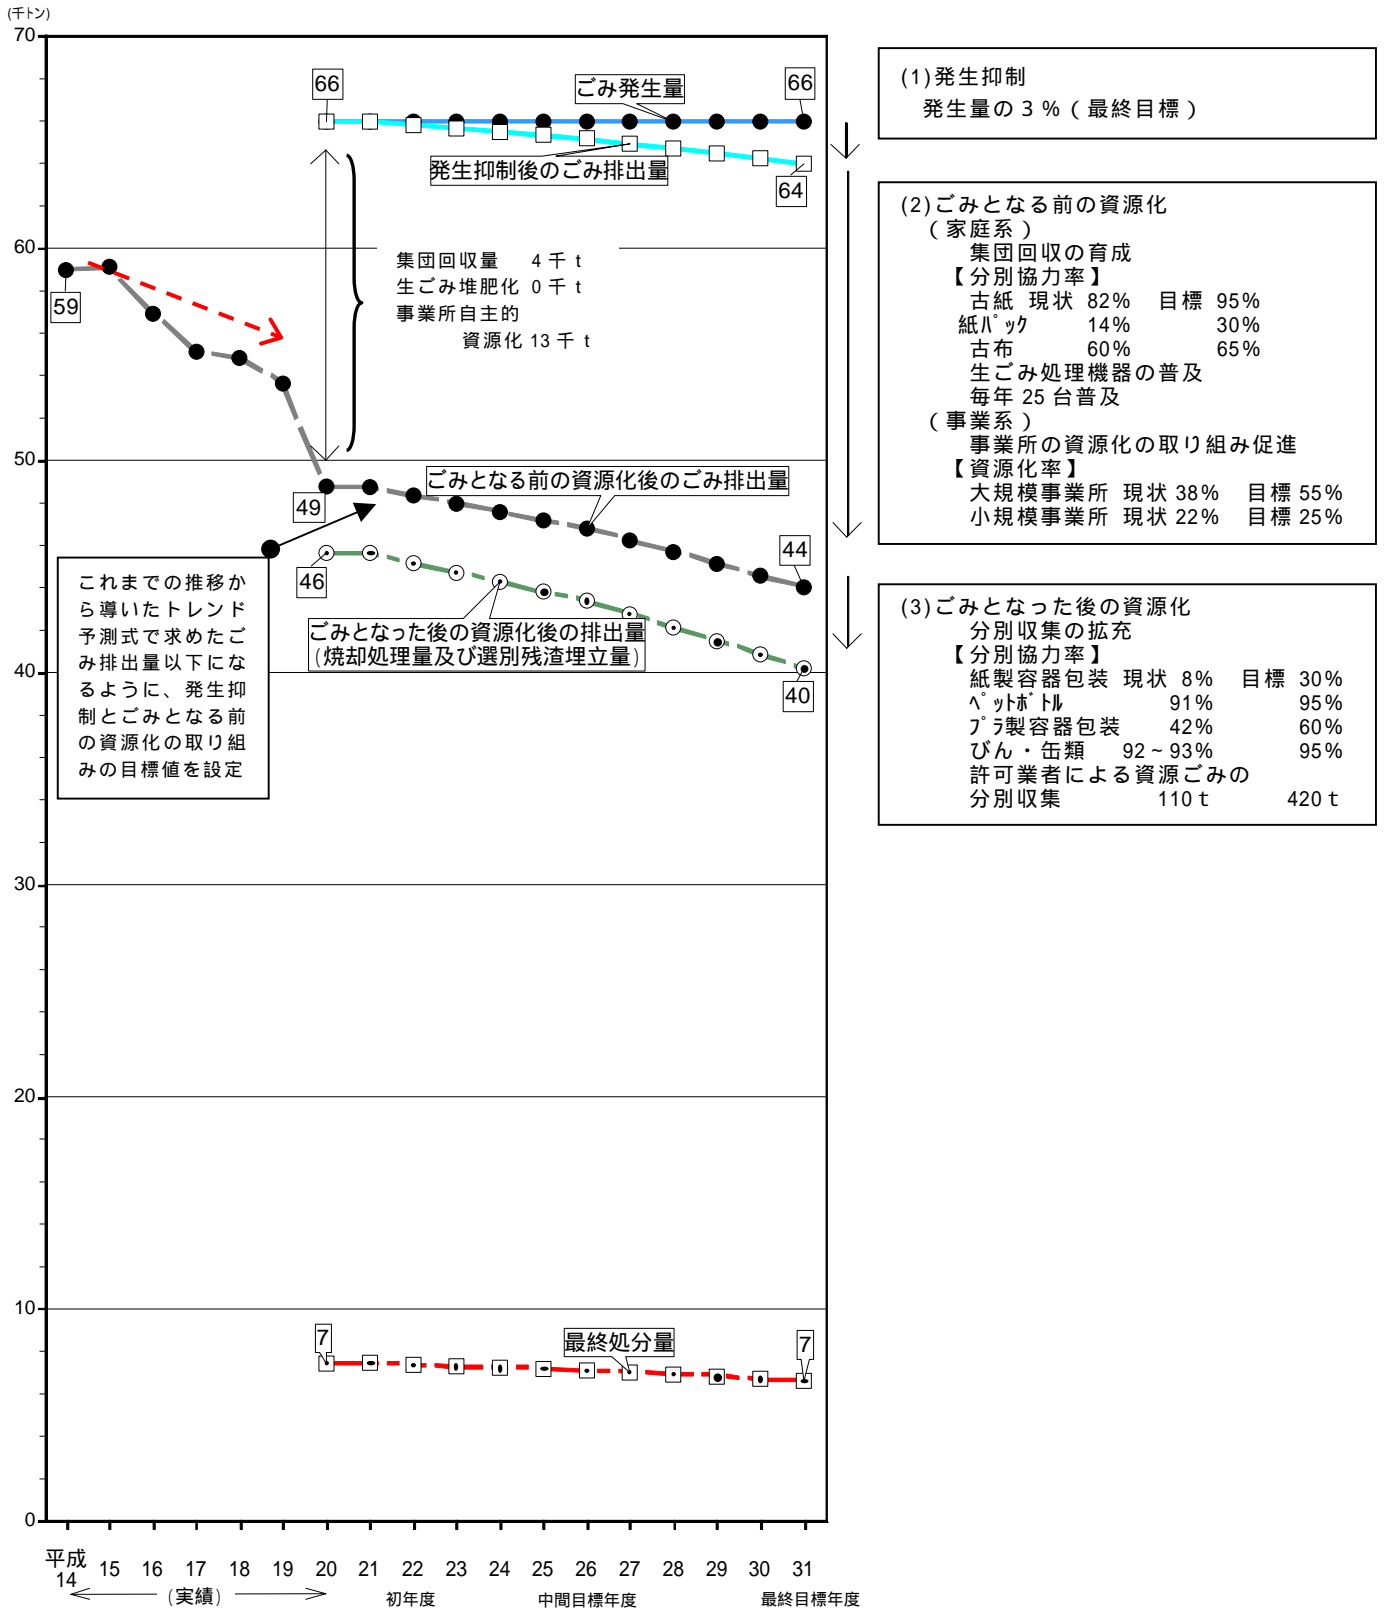 (千トン)
70
60
50
40
30
20
10
0
66
ごみ発生量
66
発生抑制後のごみ排出量
64
59
集団回収量 4千t
生ごみ堆肥化 0千t
事業所自主的
資源化 13千t
ごみとなる前の資源化後のごみ排出量
49
44
46
ごみとなった後の資源化後の排出量
(焼却処理量及び選別残渣埋立量)
40
これまでの推移か
ら導いたトレンド
予測式で求めたご
み排出量以下にな
るように、発生抑
制とごみとなる前
の資源化の取り組
みの目標値を設定
7
最終処分量
7
平成
14 15 16 17 18 19 20 21 22 23 24 25 26 27 28 29 30 31
(実績) 初年度 中間目標年度 最終目標年度
(1)発生抑制
発生量の3%(最終目標)
(2)ごみとなる前の資源化
(家庭系)
集団回収の育成
【分別協力率】
古紙 現状 82% 目標 95%
紙パック 14% 30%
古布 60% 65%
生ごみ処理機器の普及
毎年25台普及
(事業系)
事業所の資源化の取り組み促進
【資源化率】
大規模事業所 現状 38% 目標 55%
小規模事業所 現状 22% 目標 25%
(3)ごみとなった後の資源化
分別収集の拡充
【分別協力率】
紙製容器包装 現状 8% 目標 30%
ペットボトル 91% 95%
プラ製容器包装 42% 60%
びん・缶類 92~93% 95%
許可業者による資源ごみの
分別収集 110t 420t